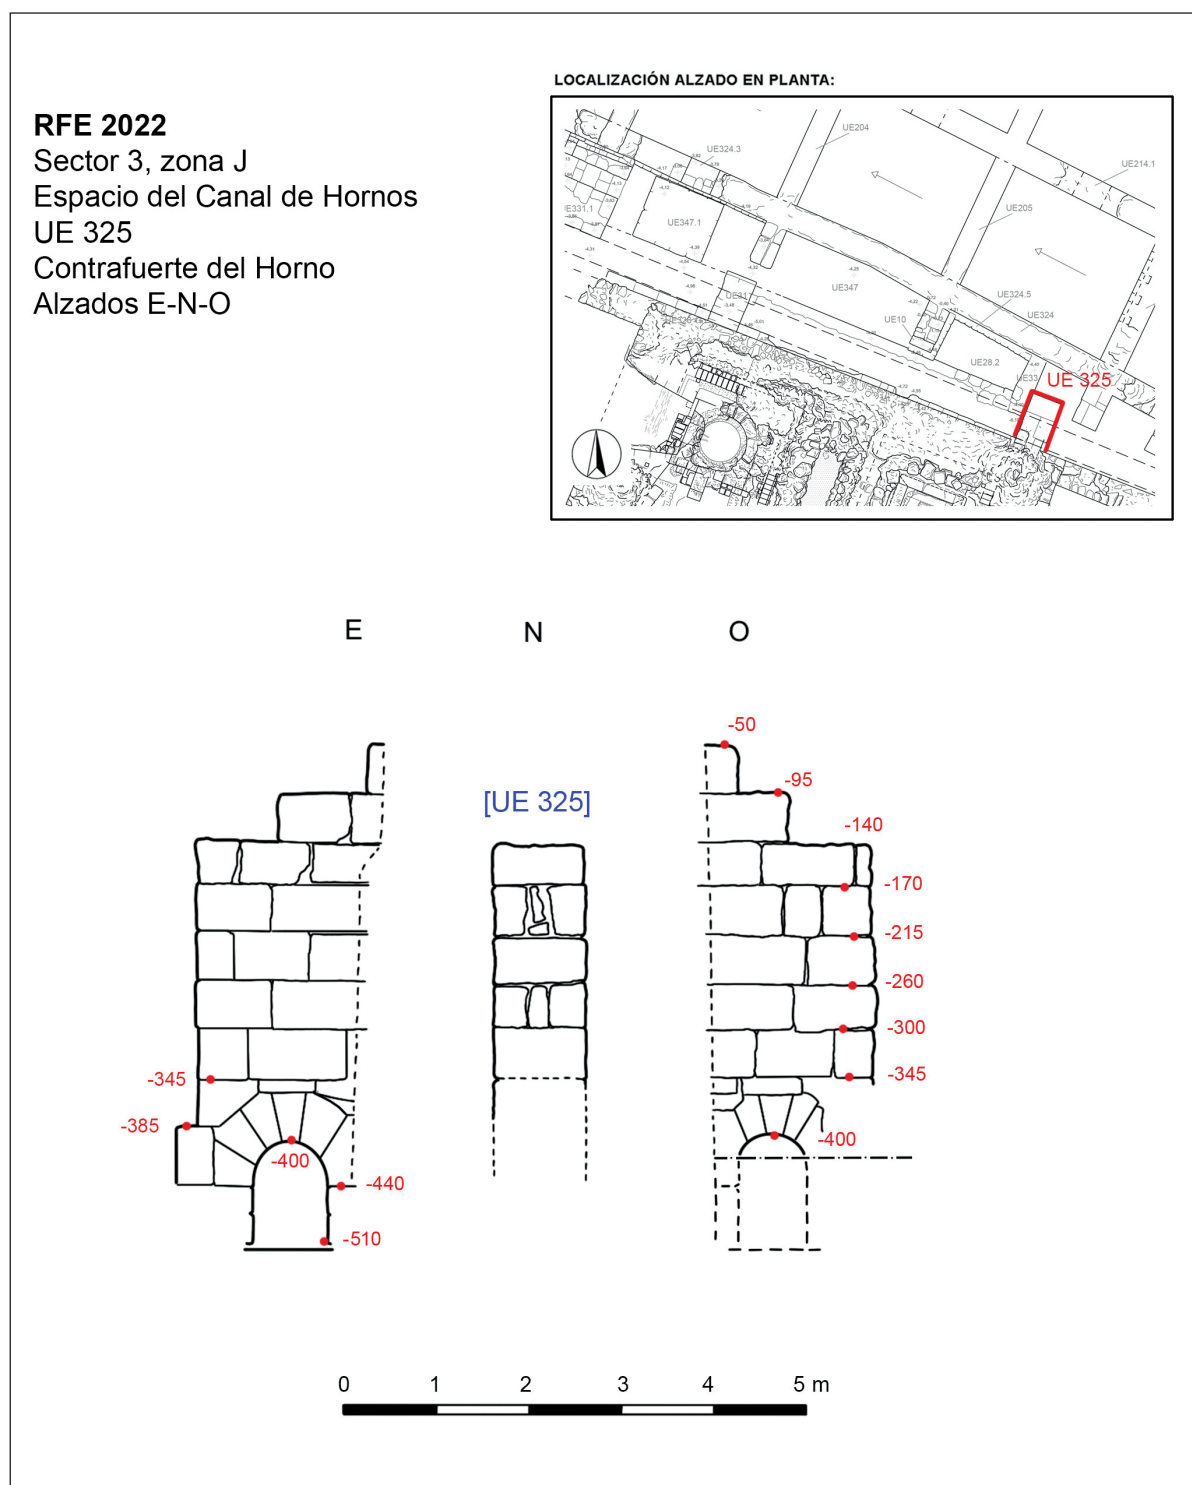 LOCALIZACIÓN ALZADO EN PLANTA:
RFE 2022
Sector 3, zona J
Espacio del Canal de Hornos
UE 325
Contrafuerte del Horno
Alzados E-N-O
UE204
UE324.3
UE214.1
UE205
UE347.1
UE347
UE324.5
UE324
UE10
UE28.2
UE 325
E
N
O
-50
-95
[UE 325]
-140
-170
-215
-260
-300
-345
-345
-385
-400
-400
-440
-510
0 1 2 3 4 5 m